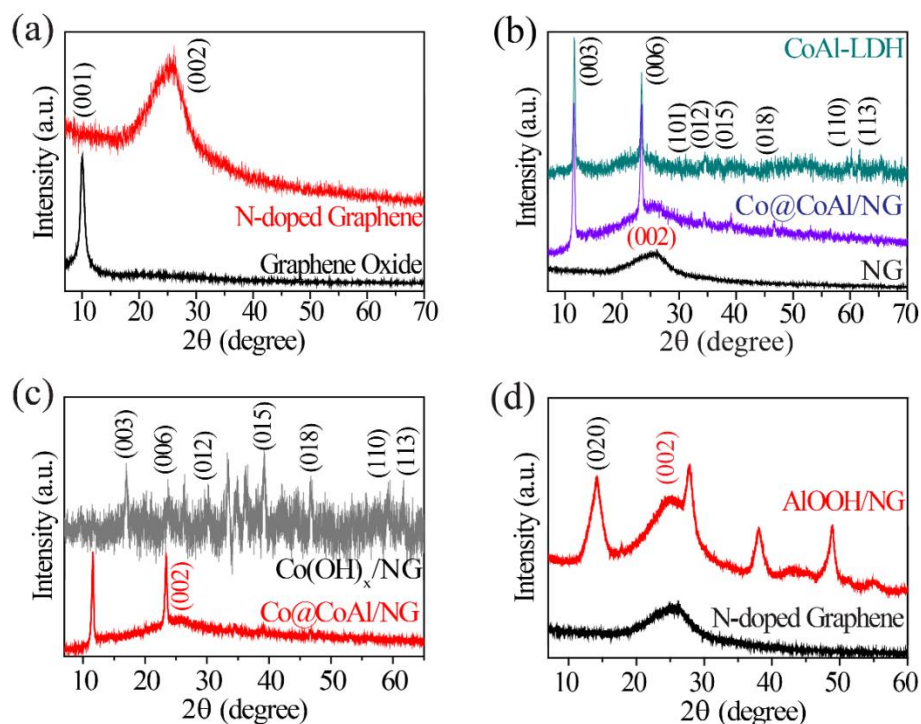 (a)
(001)
(002)
N-doped Graphene
Graphene Oxide
Intensity (a.u.)
10 20 30 40 50 60 70
2θ (degree)
(b)
CoAl-LDH
(003)
(006)
(101)
(012)
(015)
(018)
(110)
(113)
Co@CoAl/NG
(002)
NG
Intensity (a.u.)
10 20 30 40 50 60 70
2θ (degree)
(c)
(003)
(006)
(012)
(015)
(018)
(110)
(113)
Co(OH)ₓ/NG
(002)
Co@CoAl/NG
Intensity (a.u.)
10 20 30 40 50 60
2θ (degree)
(d)
(020)
(002)
AlOOH/NG
N-doped Graphene
Intensity (a.u.)
10 20 30 40 50 60
2θ (degree)